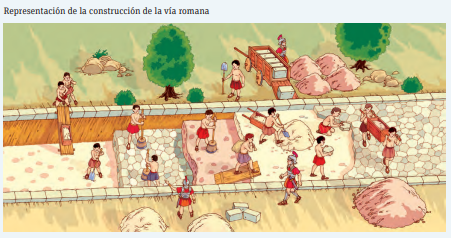 Representación de la construcción de la vía romana